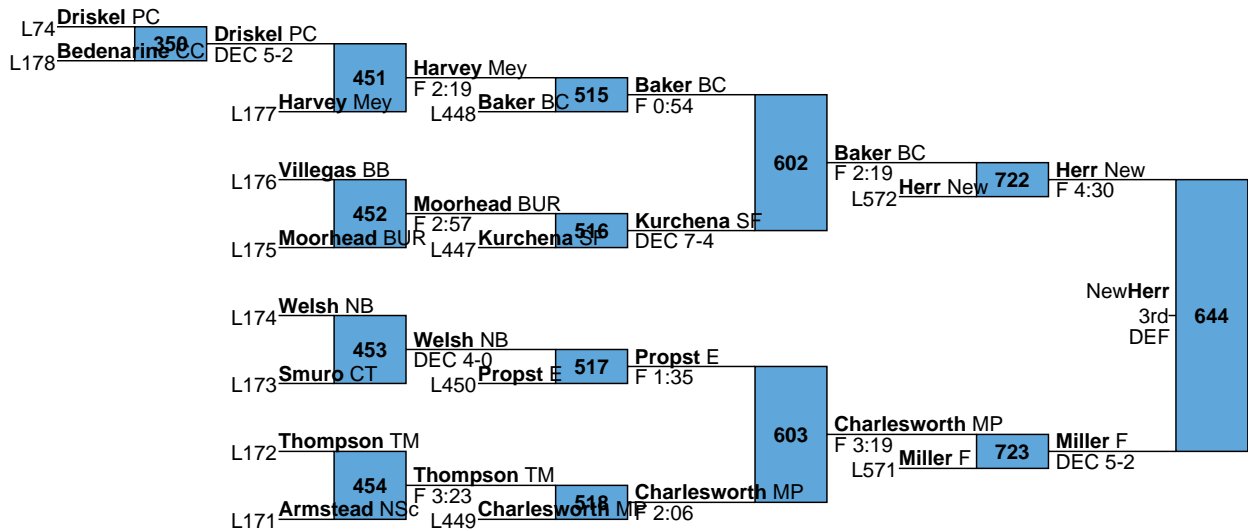 L74 Driskel PC
350
L178 Bedenarine CC
Driskel PC
DEC 5-2
451
L177 Harvey Mey
Harvey Mey
F 2:19
L448 Baker BC
515
Baker BC
F 0:54
L176 Villegas BB
452
L175 Moorhead BUR
Moorhead BUR
F 2:57
L447 Kurchena SF
516
Kurchena SF
DEC 7-4
602
Baker BC
F 2:19
L572 Herr New
722
Herr New
F 4:30
L174 Welsh NB
453
L173 Smuro CT
Welsh NB
DEC 4-0
L450 Propst E
517
Propst E
F 1:35
L172 Thompson TM
454
L171 Armstead NSc
Thompson TM
F 3:23
L449 Charlesworth MP
518
Charlesworth MP
F 2:06
603
Charlesworth MP
F 3:19
L571 Miller F
723
Miller F
DEC 5-2
NewHerr
3rd
DEF
644